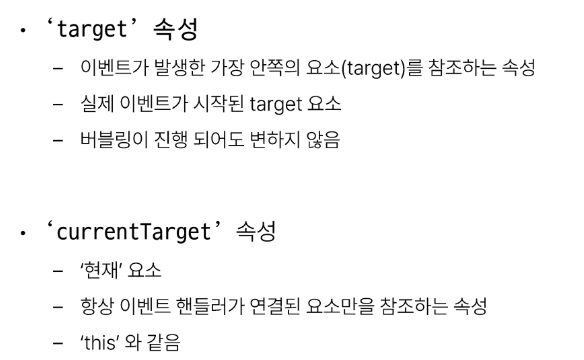 • ‘target’ 속성
– 이벤트가 발생한 가장 안쪽의 요소(target)를 참조하는 속성
– 실제 이벤트가 시작된 target 요소
– 버블링이 진행 되어도 변하지 않음
• ‘currentTarget’ 속성
– ‘현재’ 요소
– 항상 이벤트 핸들러가 연결된 요소만을 참조하는 속성
– ‘this’ 와 같음